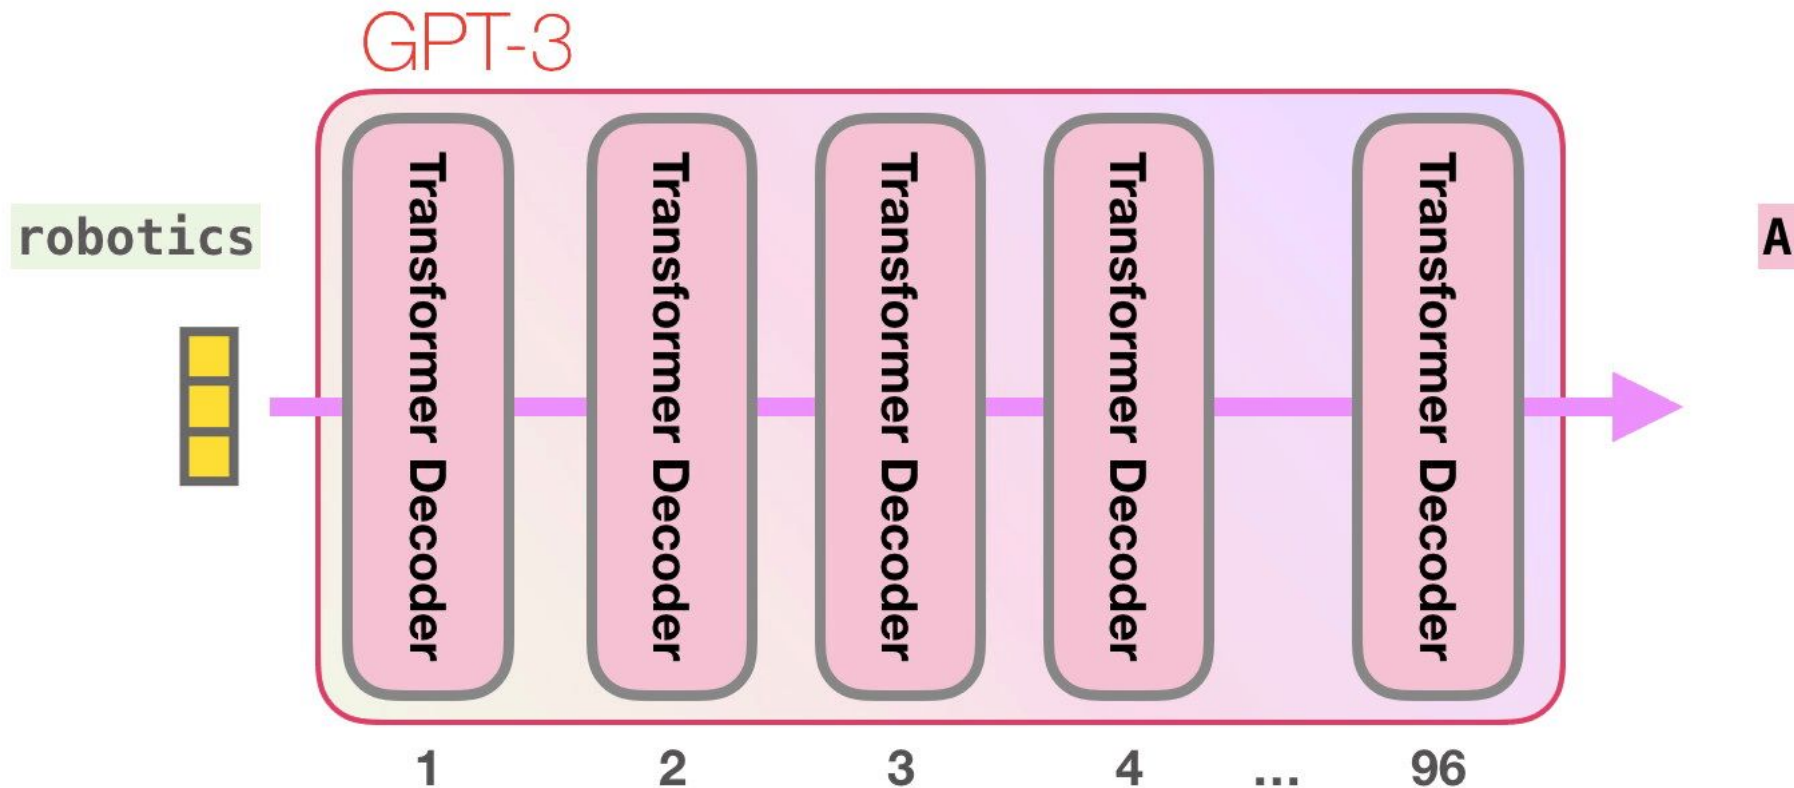 GPT-3
robotics
A
Transformer Decoder
Transformer Decoder
Transformer Decoder
Transformer Decoder
Transformer Decoder
1 2 3 4 ... 96